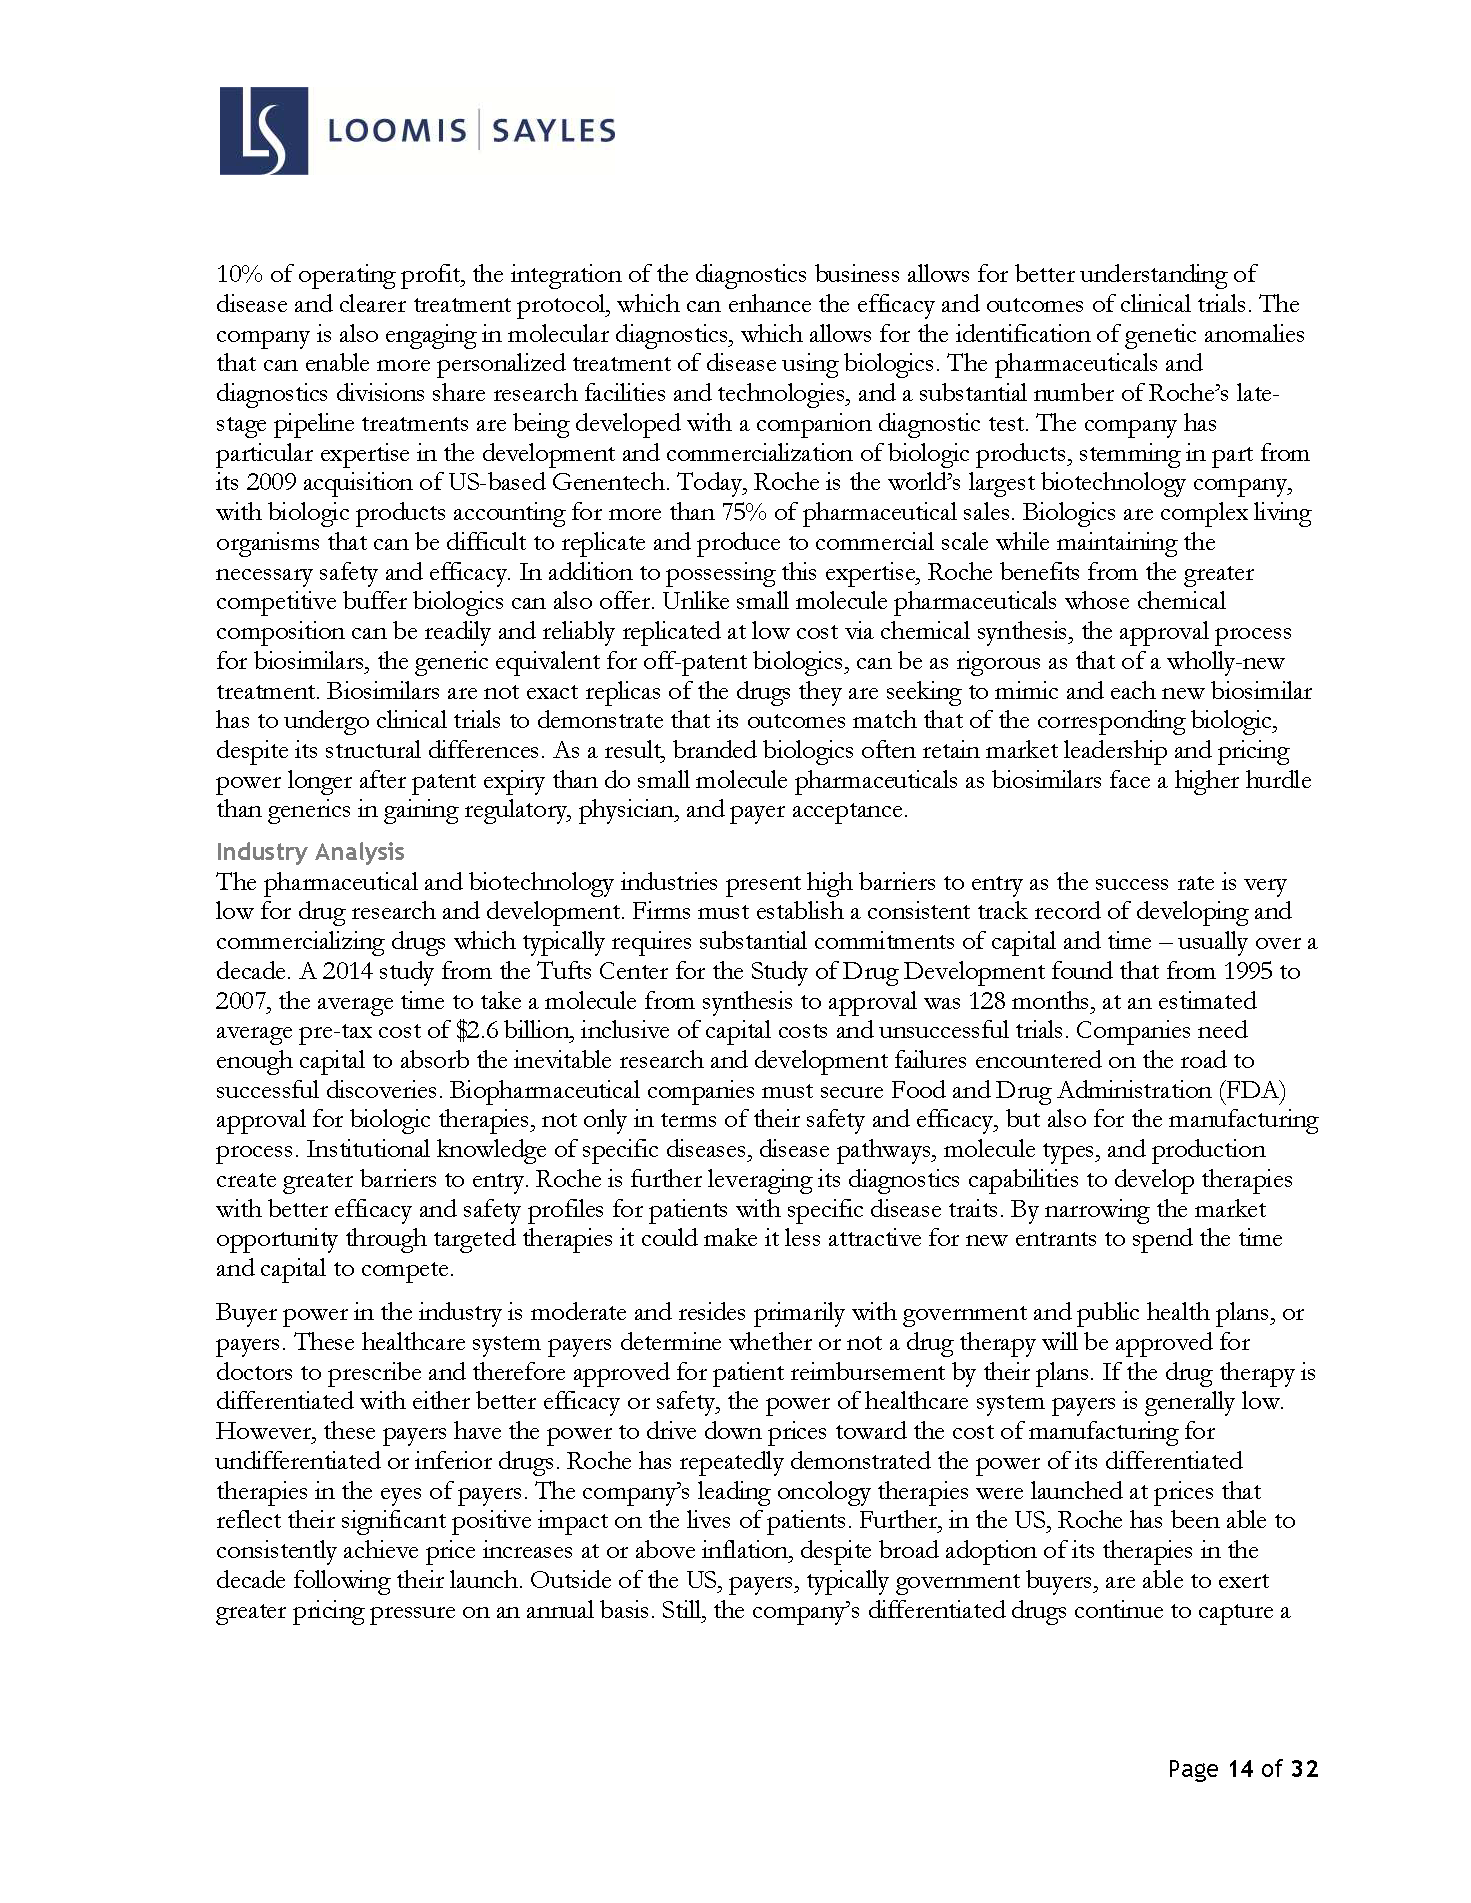 LS LOOMIS | SAYLES
10% of operating profit, the integration of the diagnostics business allows for better understanding of
disease and clearer treatment protocol, which can enhance the efficacy and outcomes of clinical trials. The
company is also engaging in molecular diagnostics, which allows for the identification of genetic anomalies
that can enable more personalized treatment of disease using biologics. The pharmaceuticals and
diagnostics divisions share research facilities and technologies, and a substantial number of Roche’s late-
stage pipeline treatments are being developed with a companion diagnostic test. The company has
particular expertise in the development and commercialization of biologic products, stemming in part from
its 2009 acquisition of US-based Genentech. Today, Roche is the world’s largest biotechnology company,
with biologic products accounting for more than 75% of pharmaceutical sales. Biologics are complex living
organisms that can be difficult to replicate and produce to commercial scale while maintaining the
necessary safety and efficacy. In addition to possessing this expertise, Roche benefits from the greater
competitive buffer biologics can also offer. Unlike small molecule pharmaceuticals whose chemical
composition can be readily and reliably replicated at low cost via chemical synthesis, the approval process
for biosimilars, the generic equivalent for off-patent biologics, can be as rigorous as that of a wholly-new
treatment. Biosimilars are not exact replicas of the drugs they are seeking to mimic and each new biosimilar
has to undergo clinical trials to demonstrate that its outcomes match that of the corresponding biologic,
despite its structural differences. As a result, branded biologics often retain market leadership and pricing
power longer after patent expiry than do small molecule pharmaceuticals as biosimilars face a higher hurdle
than generics in gaining regulatory, physician, and payer acceptance.
Industry Analysis
The pharmaceutical and biotechnology industries present high barriers to entry as the success rate is very
low for drug research and development. Firms must establish a consistent track record of developing and
commercializing drugs which typically requires substantial commitments of capital and time – usually over a
decade. A 2014 study from the Tufts Center for the Study of Drug Development found that from 1995 to
2007, the average time to take a molecule from synthesis to approval was 128 months, at an estimated
average pre-tax cost of $2.6 billion, inclusive of capital costs and unsuccessful trials. Companies need
enough capital to absorb the inevitable research and development failures encountered on the road to
successful discoveries. Biopharmaceutical companies must secure Food and Drug Administration (FDA)
approval for biologic therapies, not only in terms of their safety and efficacy, but also for the manufacturing
process. Institutional knowledge of specific diseases, disease pathways, molecule types, and production
create greater barriers to entry. Roche is further leveraging its diagnostics capabilities to develop therapies
with better efficacy and safety profiles for patients with specific disease traits. By narrowing the market
opportunity through targeted therapies it could make it less attractive for new entrants to spend the time
and capital to compete.
Buyer power in the industry is moderate and resides primarily with government and public health plans, or
payers. These healthcare system payers determine whether or not a drug therapy will be approved for
doctors to prescribe and therefore approved for patient reimbursement by their plans. If the drug therapy is
differentiated with either better efficacy or safety, the power of healthcare system payers is generally low.
However, these payers have the power to drive down prices toward the cost of manufacturing for
undifferentiated or inferior drugs. Roche has repeatedly demonstrated the power of its differentiated
therapies in the eyes of payers. The company’s leading oncology therapies were launched at prices that
reflect their significant positive impact on the lives of patients. Further, in the US, Roche has been able to
consistently achieve price increases at or above inflation, despite broad adoption of its therapies in the
decade following their launch. Outside of the US, payers, typically government buyers, are able to exert
greater pricing pressure on an annual basis. Still, the company’s differentiated drugs continue to capture a
Page 14 of 32